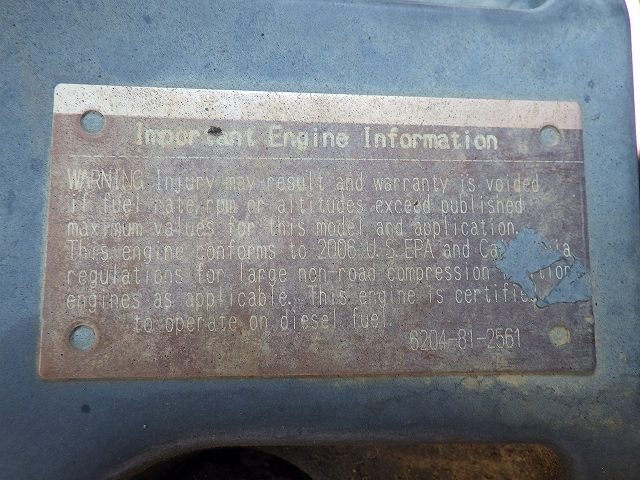 Important Engine Information
WARNING Injury may result and warranty is voided
if fuel rate, rpm or altitudes exceed published
maximum values for this model and application.
This engine conforms to 2006 U.S. EPA and
regulations for large non-road compression
engines as applicable. This engine is
to operate on diesel fuel.
6204-81-2561